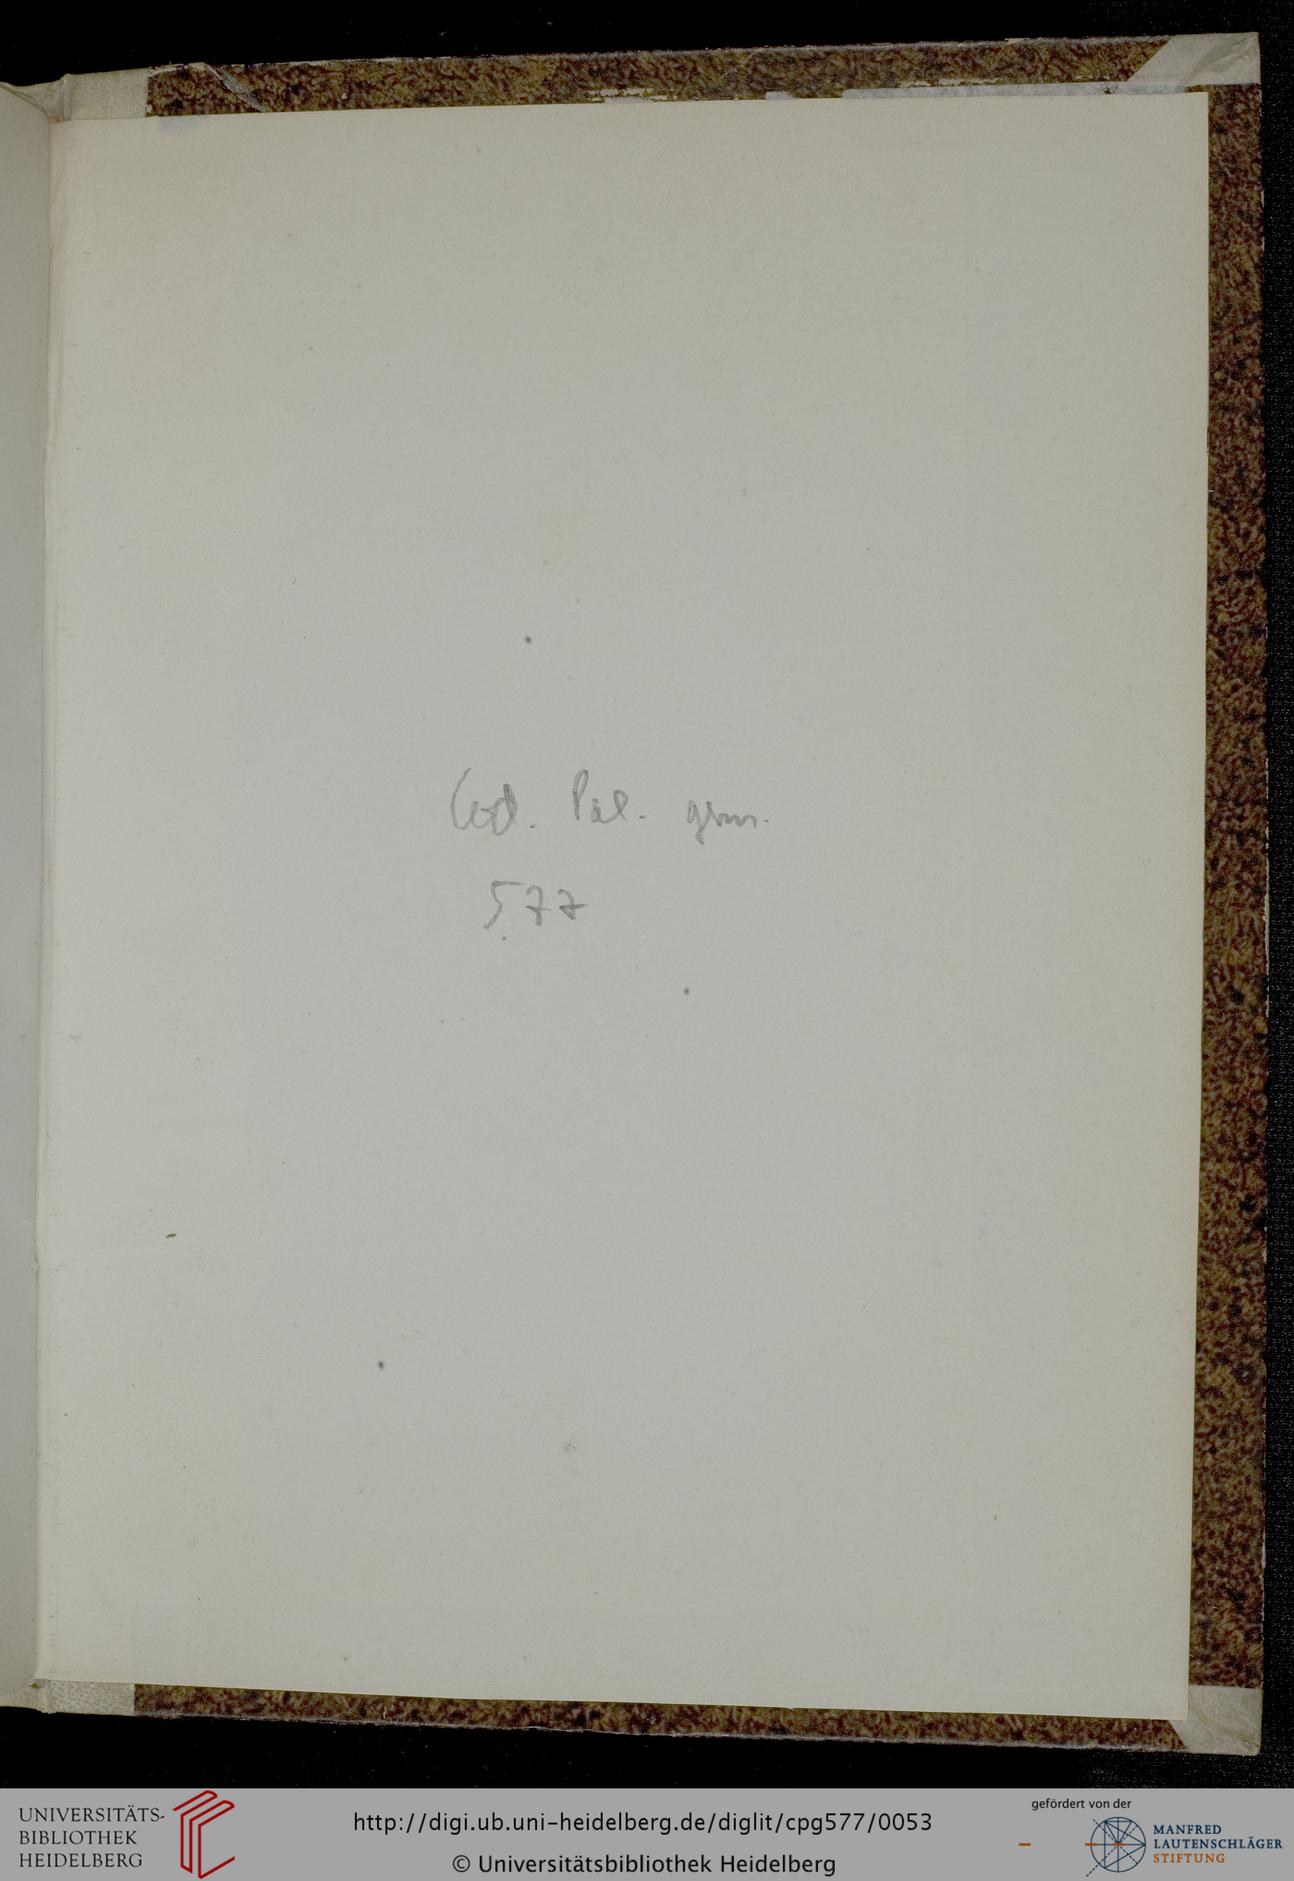 Cod. Pal. germ.
577
UNIVERSITÄTS-
BIBLIOTHEK
HEIDELBERG
http://digi.ub.uni-heidelberg.de/diglit/cpg577/0053
© Universitätsbibliothek Heidelberg
gefördert von der
MANFRED
LAUTENSCHLÄGER
STIFTUNG